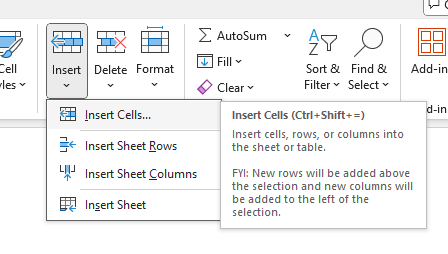 AutoSum
Cell
Styles
Insert
Delete
Format
Fill
Clear
Sort &
Filter
Find &
Select
Add-in
Insert Cells...
Insert Sheet Rows
Insert Sheet Columns
Insert Sheet
Insert Cells (Ctrl+Shift+=)
Insert cells, rows, or columns into
the sheet or table.
FYI: New rows will be added above
the selection and new columns will
be added to the left of the
selection.